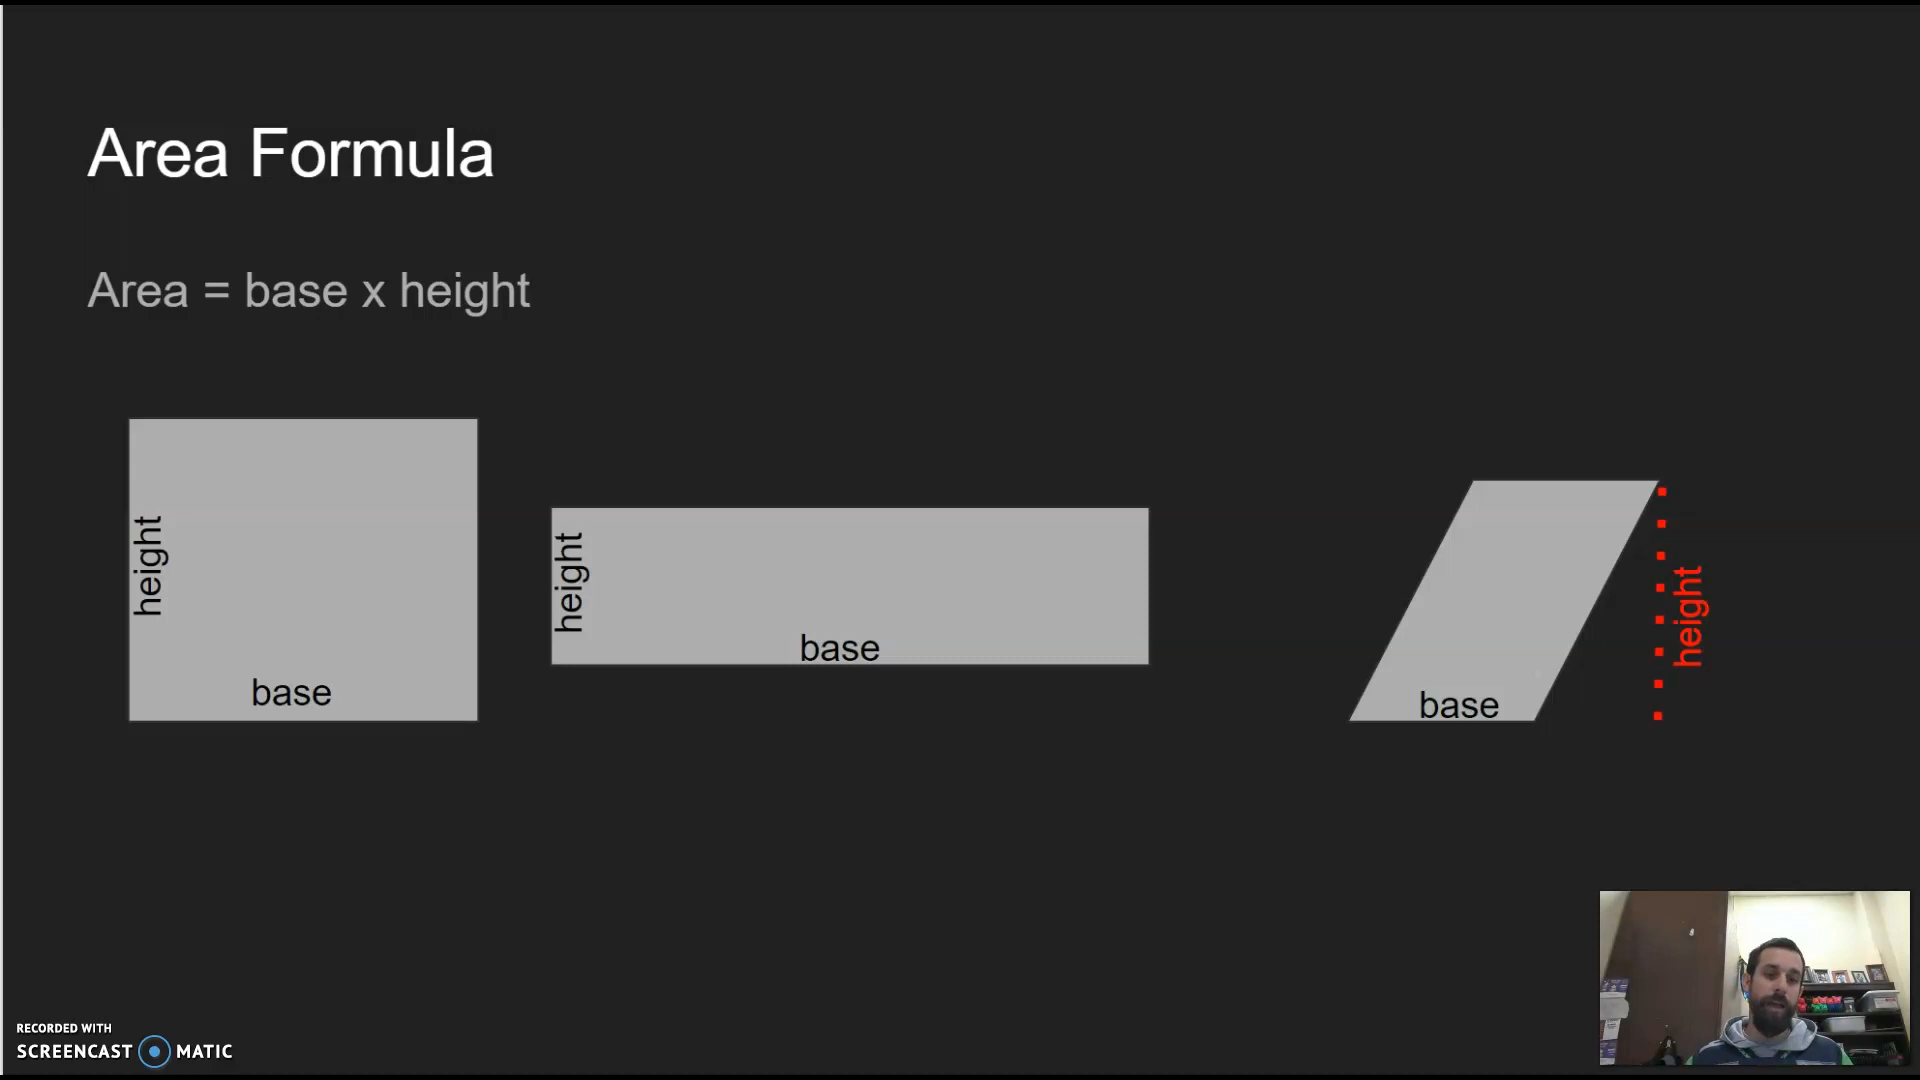 Area Formula
Area = base x height
height
base
height
base
height
base
RECORDED WITH
SCREENCAST MATIC